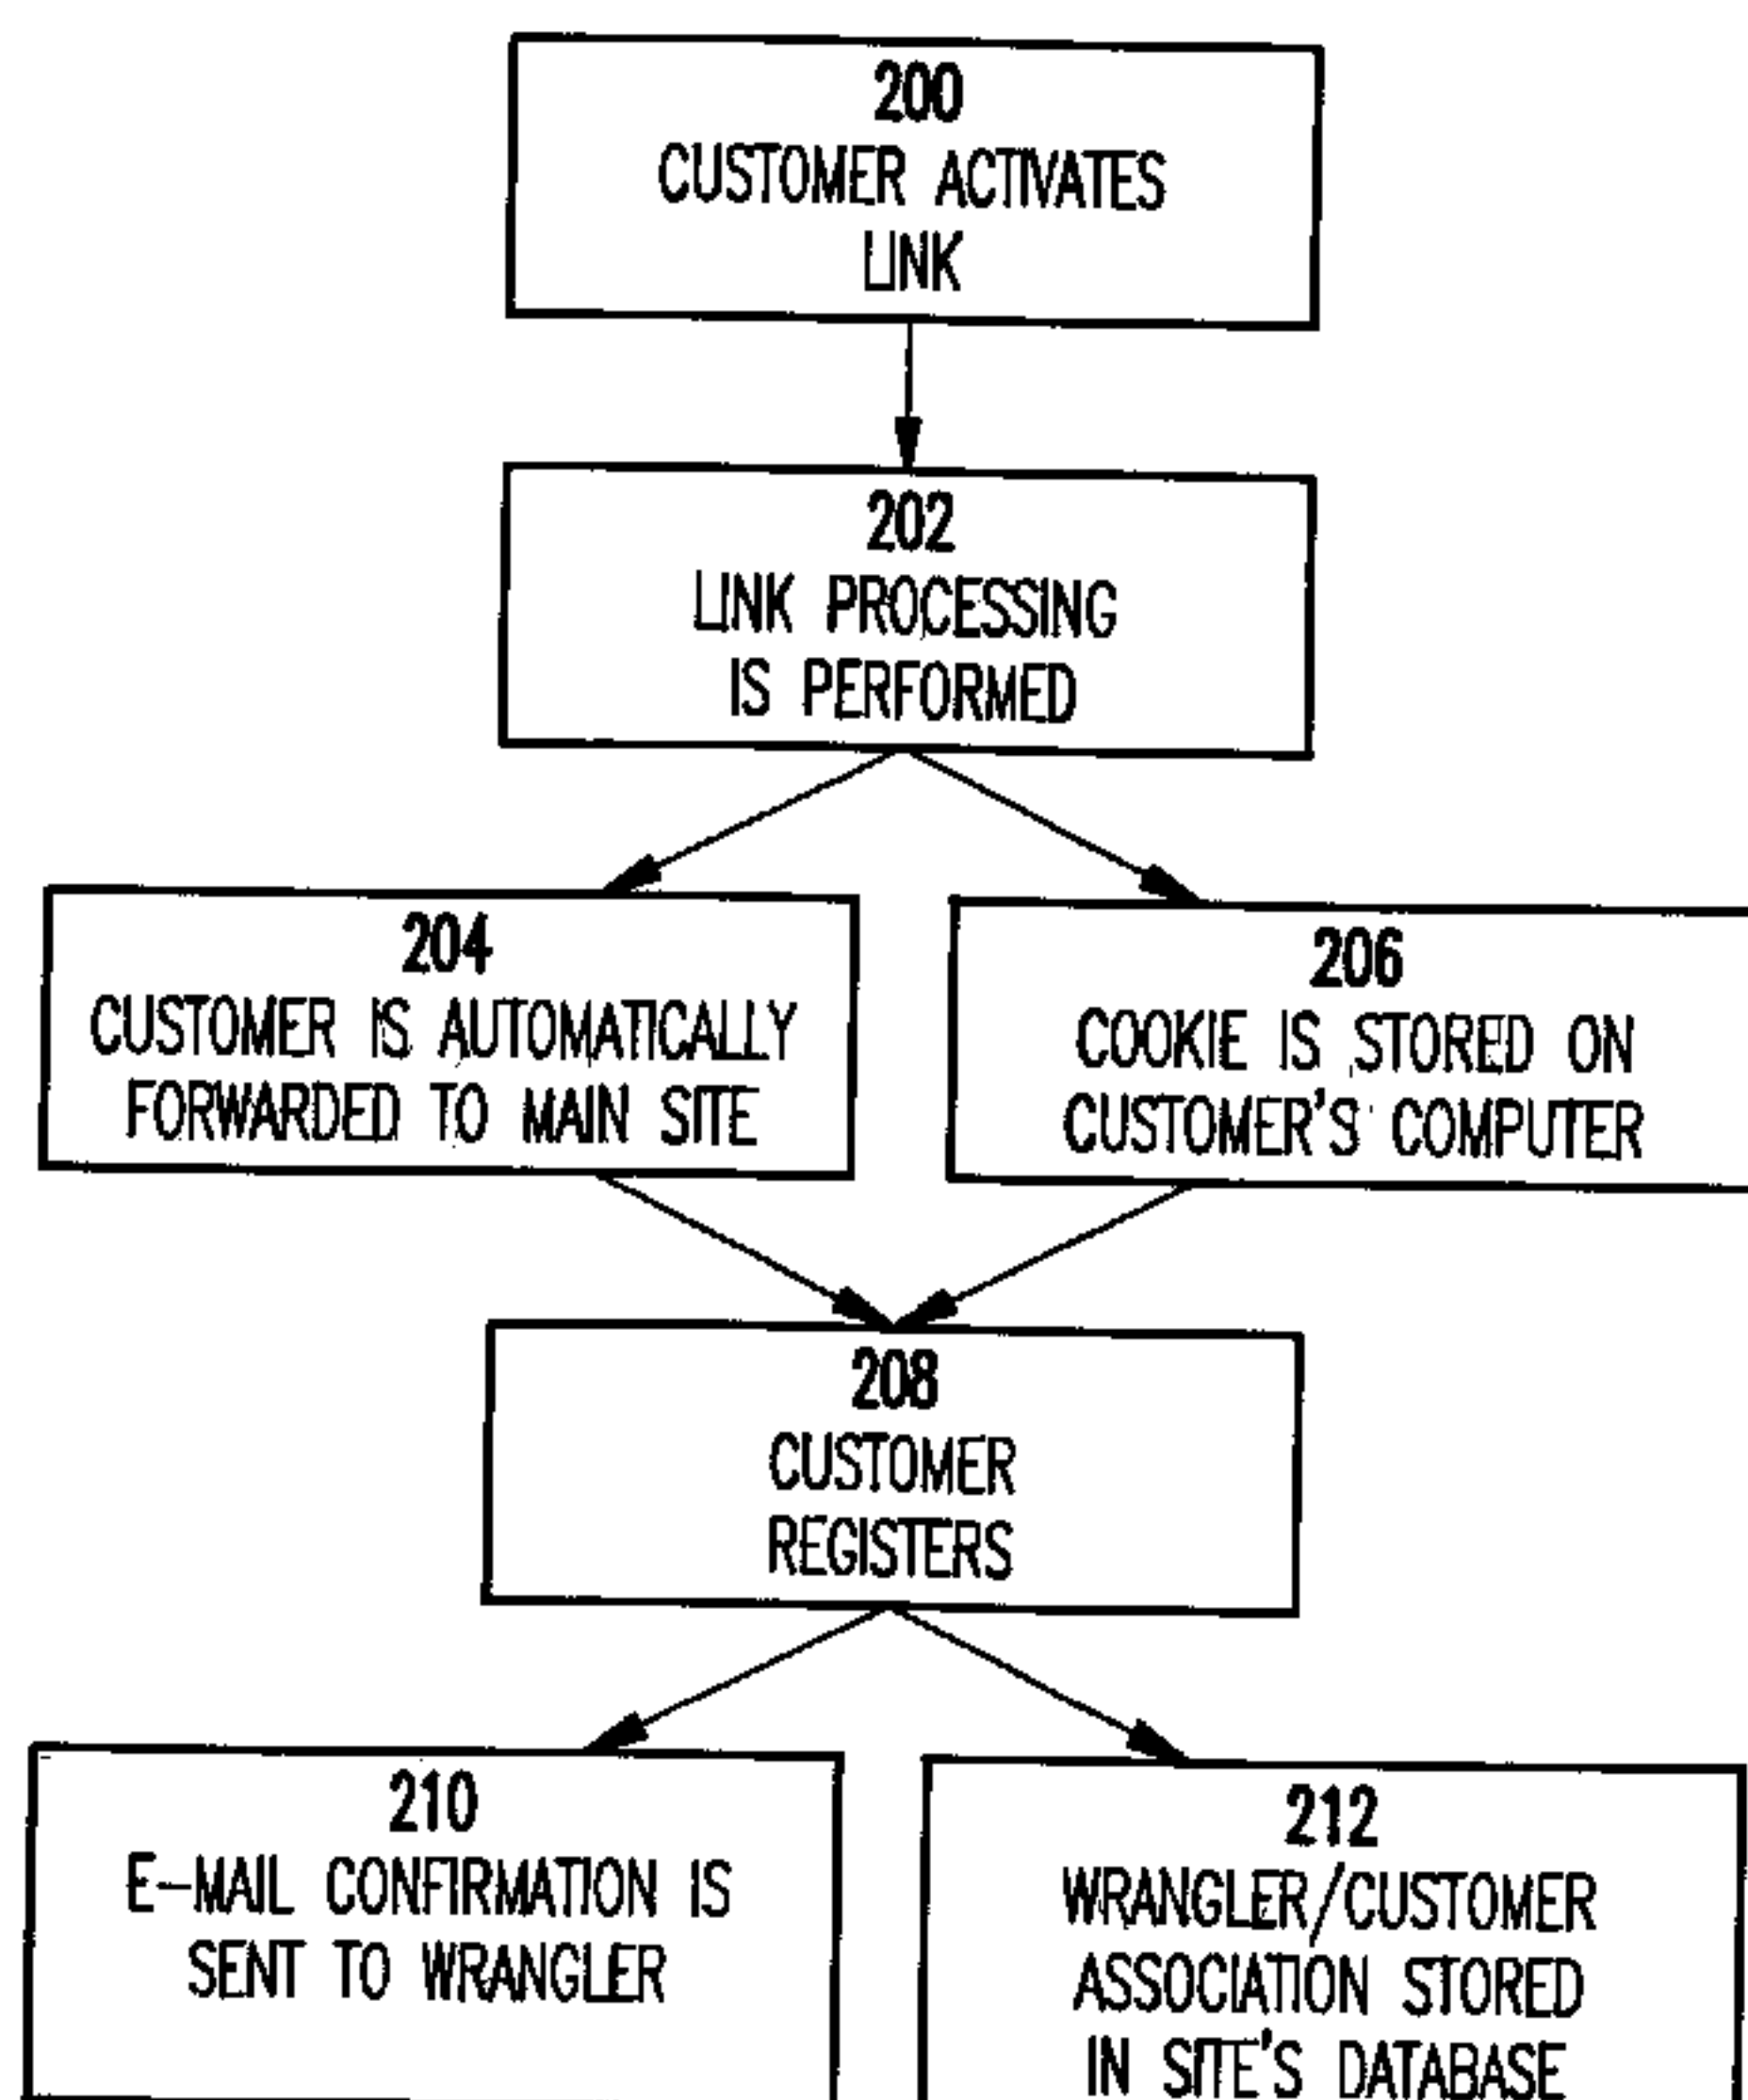 200
CUSTOMER ACTIVATES
LINK
202
LINK PROCESSING
IS PERFORMED
204
CUSTOMER IS AUTOMATICALLY
FORWARDED TO MAIN SITE
206
COOKIE IS STORED ON
CUSTOMER'S COMPUTER
208
CUSTOMER
REGISTERS
210
E-MAIL CONFIRMATION IS
SENT TO WRANGLER
212
WRANGLER/CUSTOMER
ASSOCIATION STORED
IN SITE'S DATABASE